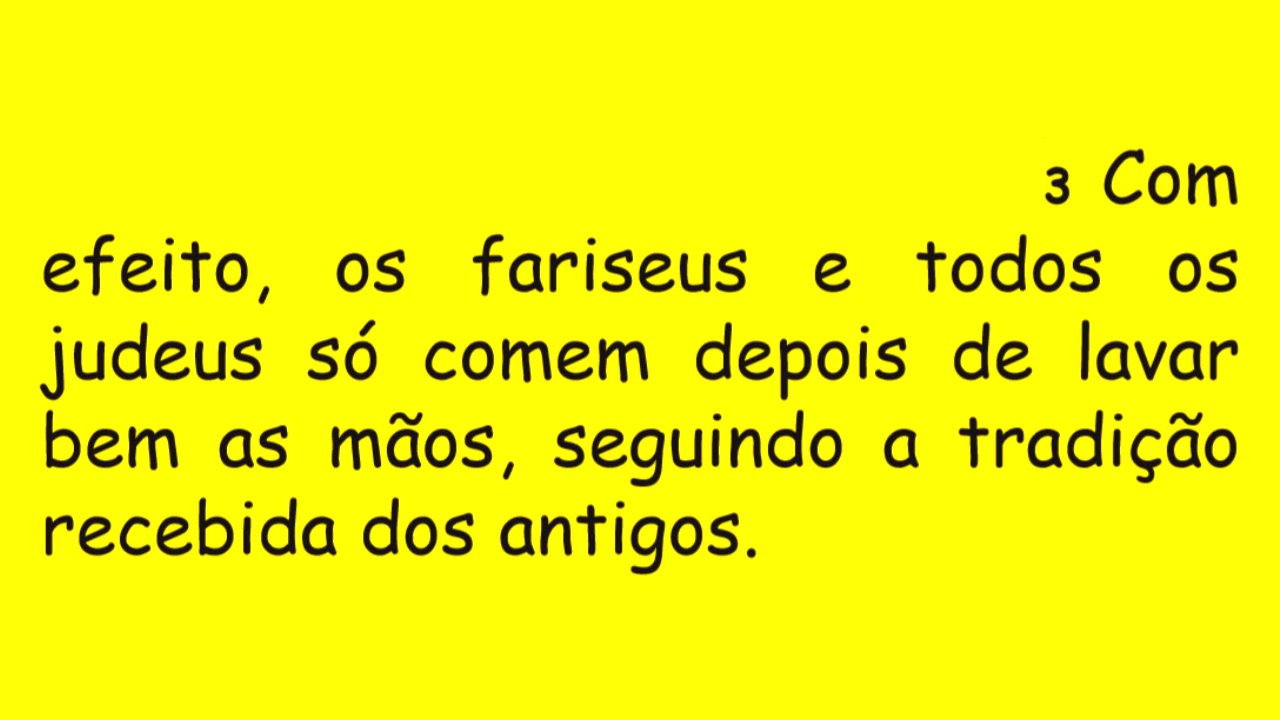 3 Com
efeito, os fariseus e todos os
judeus só comem depois de lavar
bem as mãos, seguindo a tradição
recebida dos antigos.